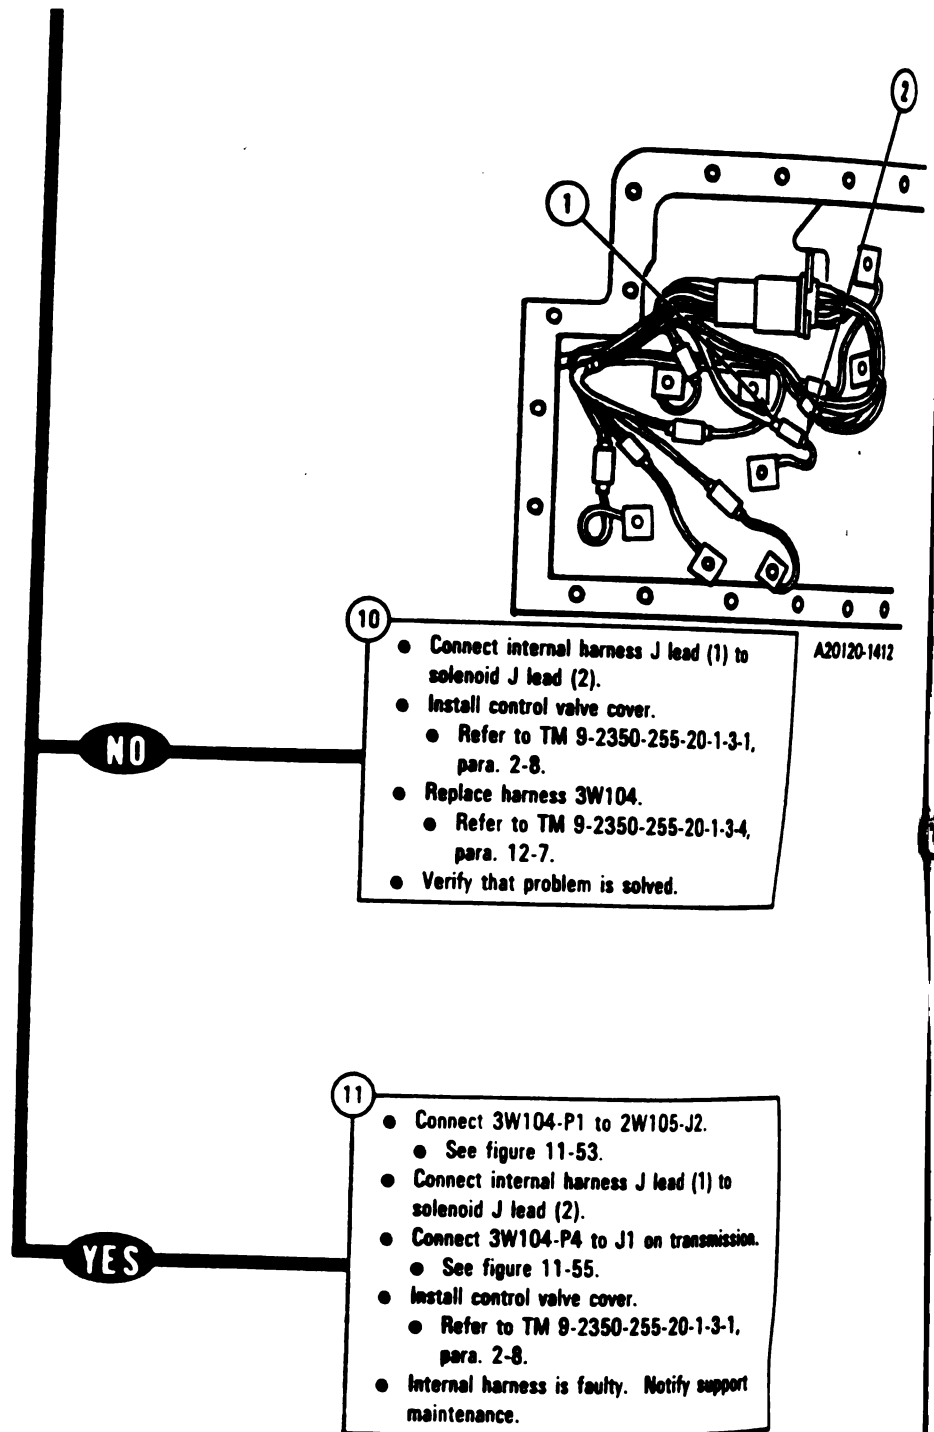 2
1
A20120-1412
10
● Connect internal harness J lead (1) to
solenoid J lead (2).
● Install control valve cover.
● Refer to TM 9-2350-255-20-1-3-1,
para. 2-8.
● Replace harness 3W104.
● Refer to TM 9-2350-255-20-1-3-4,
para. 12-7.
● Verify that problem is solved.
NO
11
● Connect 3W104-P1 to 2W105-J2.
● See figure 11-53.
● Connect internal harness J lead (1) to
solenoid J lead (2).
● Connect 3W104-P4 to J1 on transmission.
● See figure 11-55.
● Install control valve cover.
● Refer to TM 9-2350-255-20-1-3-1,
para. 2-8.
● Internal harness is faulty. Notify support
maintenance.
YES